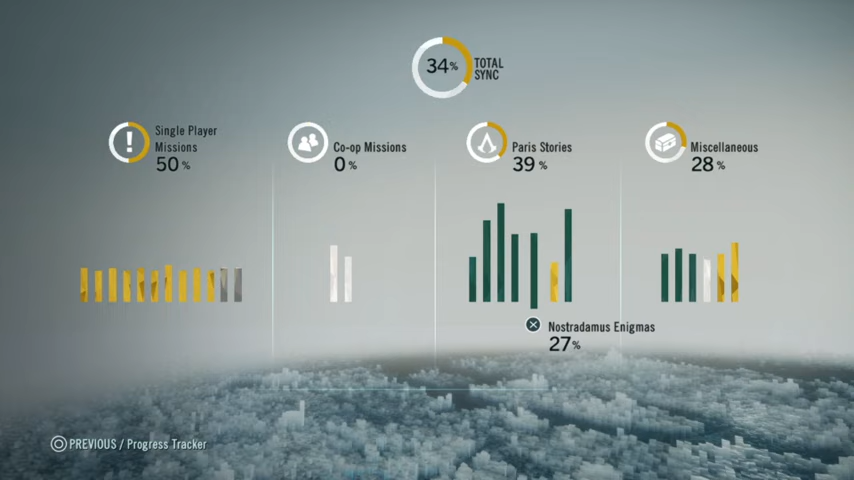 34%
TOTAL
SYNC
Single Player
Missions
50%
Co-op Missions
0%
Paris Stories
39%
Miscellaneous
28%
Nostradamus Enigmas
27%
PREVIOUS / Progress Tracker